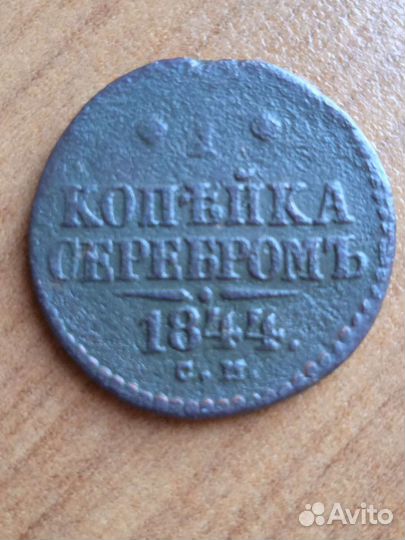 • 1 •
КОПѢЙКА
СЕРЕБРОМЪ
1844.
С. М.
Avito